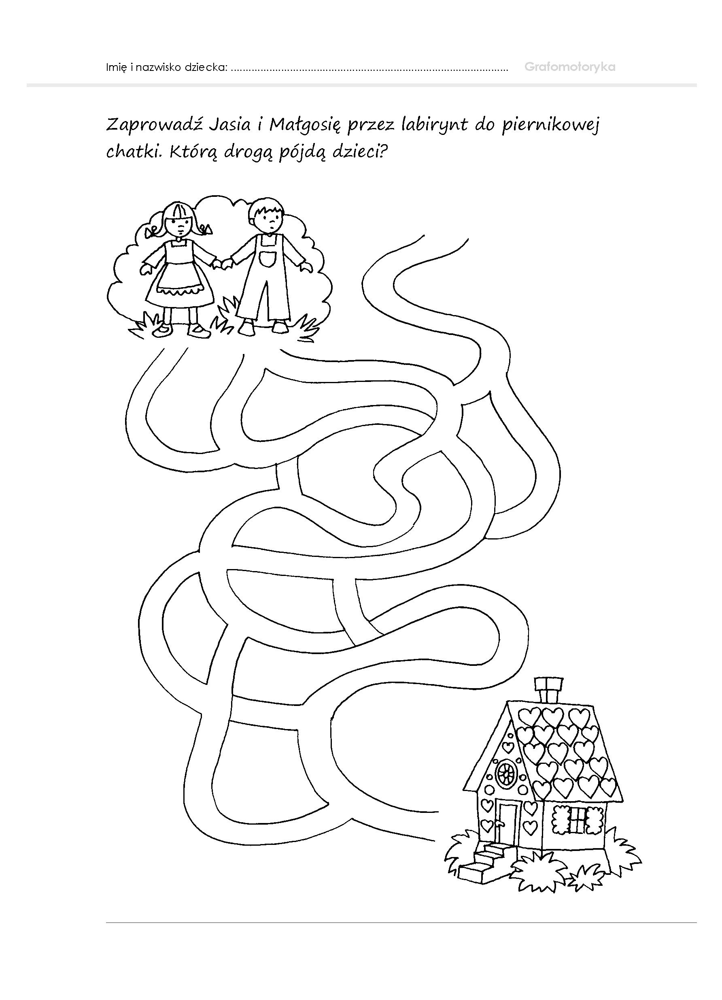 Imię i nazwisko dziecka: ............................................................................................... Grafomotoryka
Zaprowadź Jasia i Małgosię przez labirynt do piernikowej
chatki. Którą drogą pójdą dzieci?